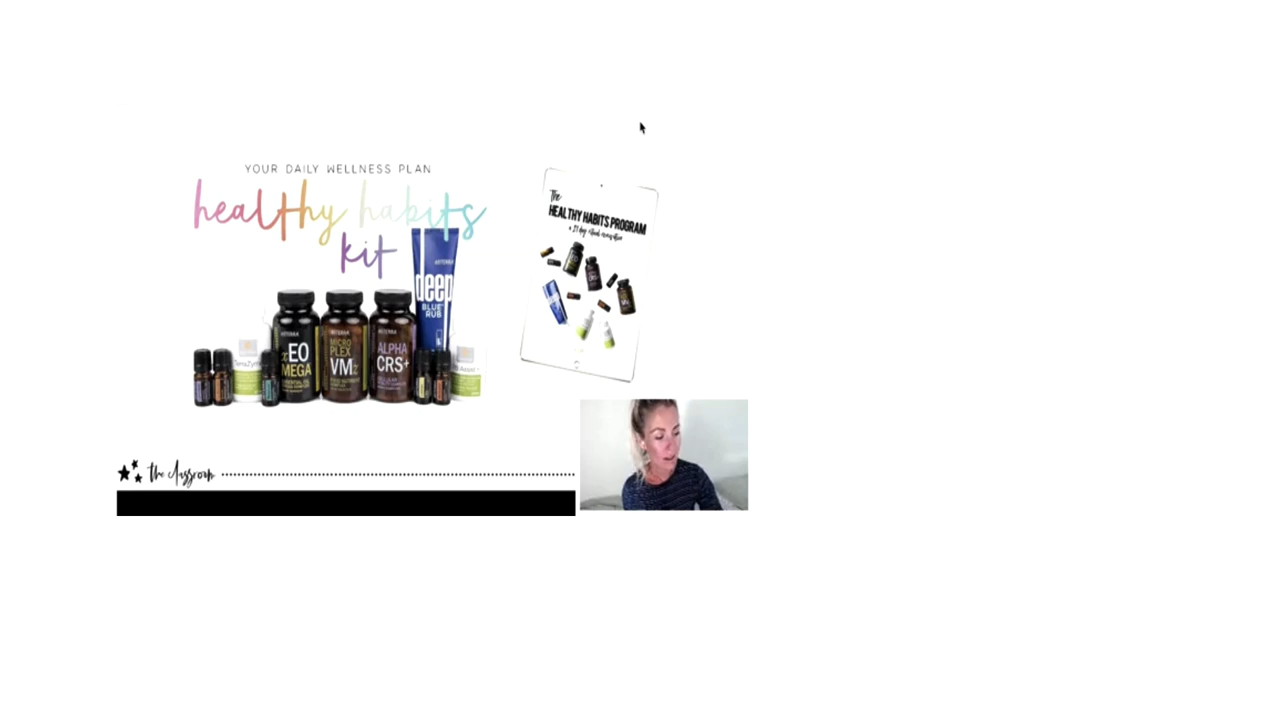 YOUR DAILY WELLNESS PLAN
healthy habits
kit
deep
BLUE
RUB
EO
MEGA
MICRO
PLEX
VMz
ALPHA
CRS+
The
HEALTHY HABITS PROGRAM
the classroom